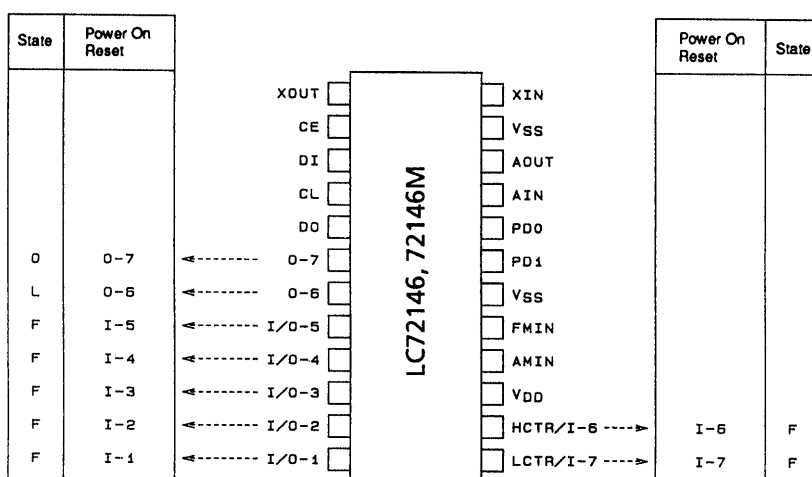 State Power On Reset
Power On Reset State
XOUT XIN
CE VSS
DI AOUT
CL AIN
DO PD0
O O-7 O-7 PD1
L O-6 O-6 VSS
F I-5 I/O-5 FMIN
F I-4 I/O-4 AMIN
F I-3 I/O-3 VDD
F I-2 I/O-2 HCTR/I-6 I-6 F
F I-1 I/O-1 LCTR/I-7 I-7 F
LC72146, 72146M